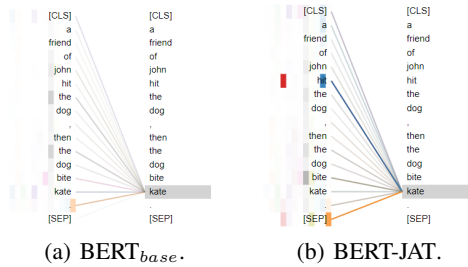 [CLS] [CLS] [CLS] [CLS]
a a a a
friend friend friend friend
of of of of
john john john john
hit hit hit hit
the the the the
dog dog dog dog
, , , ,
then then then then
the the the the
dog dog dog dog
bite bite bite bite
kate kate kate kate
. . . .
[SEP] [SEP] [SEP] [SEP]
(a) BERTbase. (b) BERT-JAT.